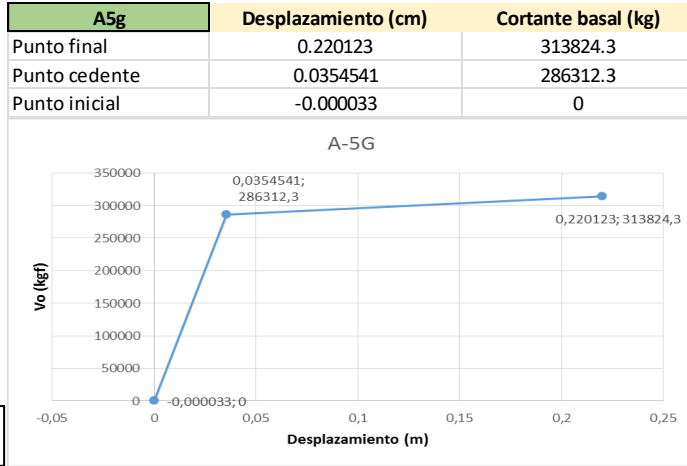 A5g Desplazamiento (cm) Cortante basal (kg)
Punto final 0.220123 313824.3
Punto cedente 0.0354541 286312.3
Punto inicial -0.000033 0
A-5G
350000
300000
250000
200000
150000
100000
50000
0
Vo (kgf)
0,0354541;
286312,3
0,220123; 313824,3
-0,000033; 0
-0,05 0 0,05 0,1 0,15 0,2 0,25
Desplazamiento (m)